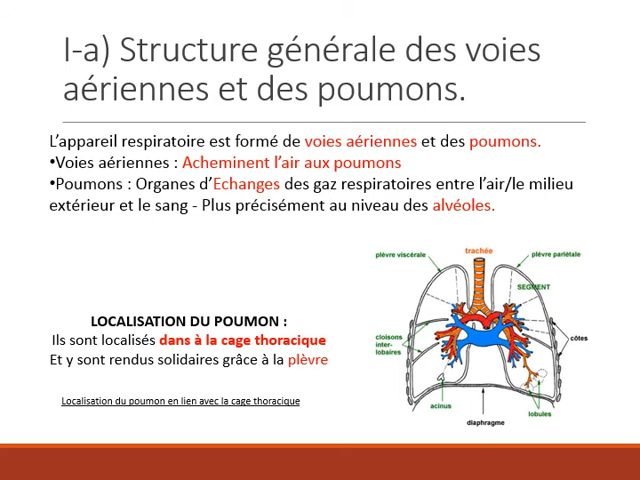 I-a) Structure générale des voies
aériennes et des poumons.
L'appareil respiratoire est formé de voies aériennes et des poumons.
•Voies aériennes : Acheminent l'air aux poumons
•Poumons : Organes d'Echanges des gaz respiratoires entre l'air/le milieu
extérieur et le sang - Plus précisément au niveau des alvéoles.
LOCALISATION DU POUMON :
Ils sont localisés dans à la cage thoracique
Et y sont rendus solidaires grâce à la plèvre
Localisation du poumon en lien avec la cage thoracique
trachée
plèvre viscérale
plèvre pariétale
SEGMENT
cloisons
inter-
lobaires
côtes
acinus
lobules
diaphragme